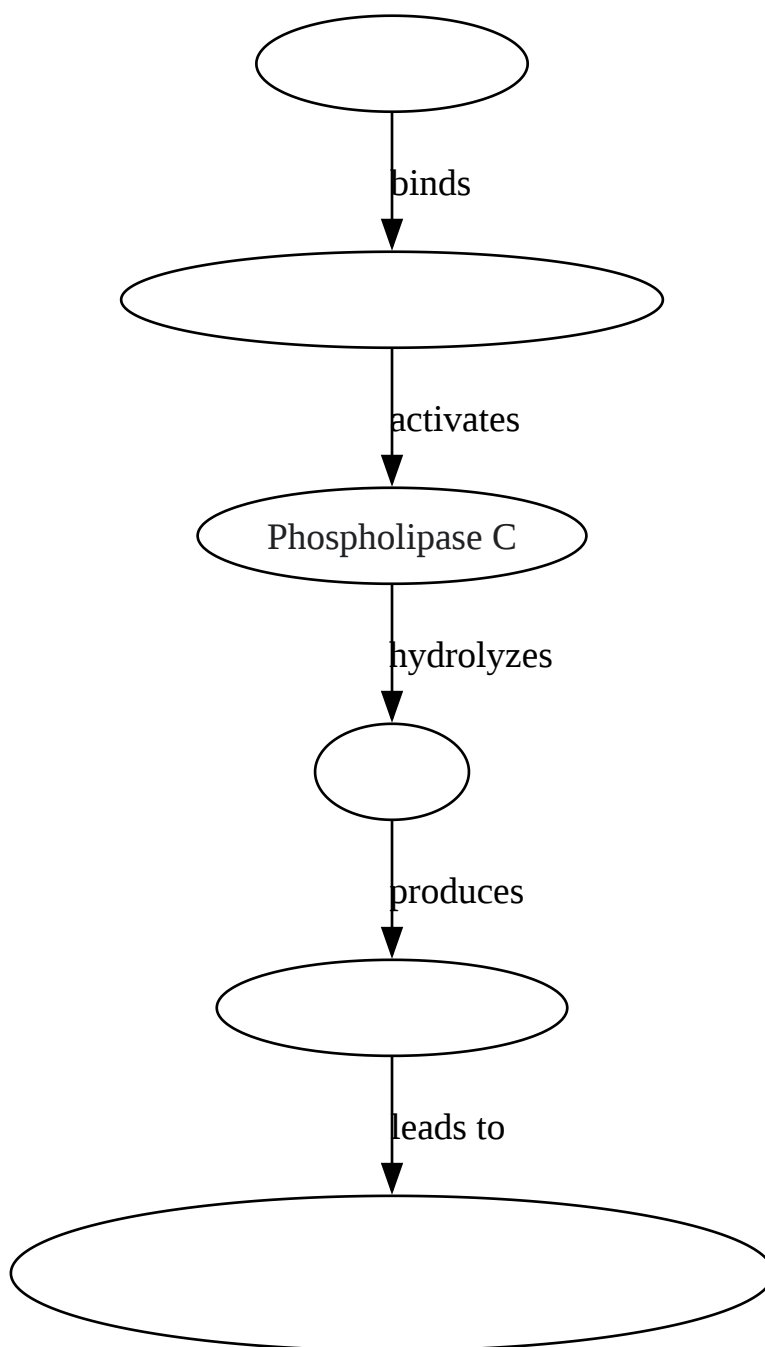 binds
activates
Phospholipase C
hydrolyzes
produces
leads to